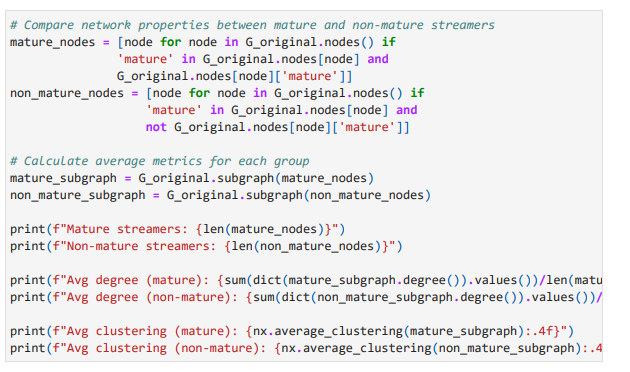 # Compare network properties between mature and non-mature streamers
mature_nodes = [node for node in G_original.nodes() if
'mature' in G_original.nodes[node] and
G_original.nodes[node]['mature']]
non_mature_nodes = [node for node in G_original.nodes() if
'mature' in G_original.nodes[node] and
not G_original.nodes[node]['mature']]
# Calculate average metrics for each group
mature_subgraph = G_original.subgraph(mature_nodes)
non_mature_subgraph = G_original.subgraph(non_mature_nodes)
print(f"Mature streamers: {len(mature_nodes)}")
print(f"Non-mature streamers: {len(non_mature_nodes)}")
print(f"Avg degree (mature): {sum(dict(mature_subgraph.degree()).values())/len(matu
print(f"Avg degree (non-mature): {sum(dict(non_mature_subgraph.degree()).values())/
print(f"Avg clustering (mature): {nx.average_clustering(mature_subgraph):.4f}")
print(f"Avg clustering (non-mature): {nx.average_clustering(non_mature_subgraph):.4